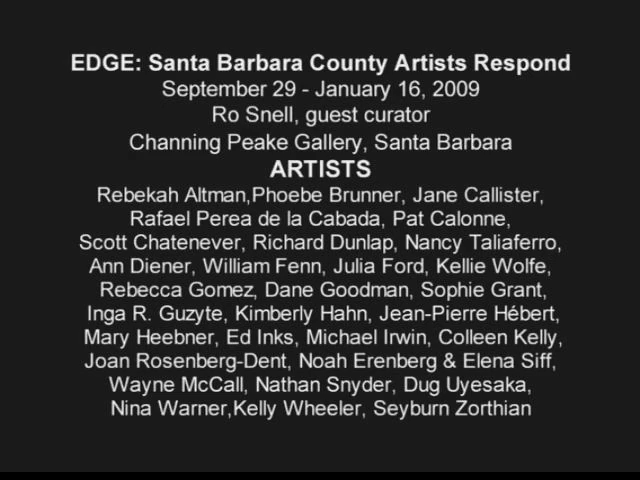 EDGE: Santa Barbara County Artists Respond
September 29 - January 16, 2009
Ro Snell, guest curator
Channing Peake Gallery, Santa Barbara
ARTISTS
Rebekah Altman,Phoebe Brunner, Jane Callister,
Rafael Perea de la Cabada, Pat Calonne,
Scott Chatenever, Richard Dunlap, Nancy Taliaferro,
Ann Diener, William Fenn, Julia Ford, Kellie Wolfe,
Rebecca Gomez, Dane Goodman, Sophie Grant,
Inga R. Guzyte, Kimberly Hahn, Jean-Pierre Hébert,
Mary Heebner, Ed Inks, Michael Irwin, Colleen Kelly,
Joan Rosenberg-Dent, Noah Erenberg & Elena Siff,
Wayne McCall, Nathan Snyder, Dug Uyesaka,
Nina Warner,Kelly Wheeler, Seyburn Zorthian